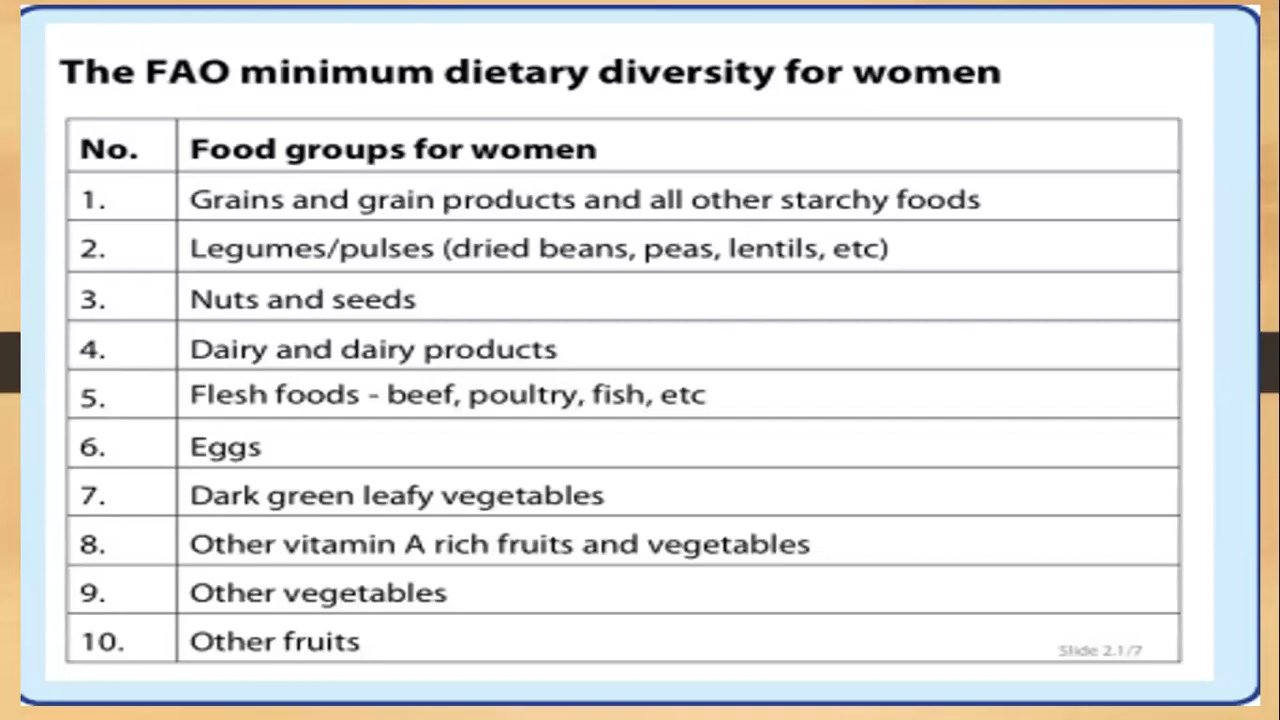 The FAO minimum dietary diversity for women
No. Food groups for women
1. Grains and grain products and all other starchy foods
2. Legumes/pulses (dried beans, peas, lentils, etc)
3. Nuts and seeds
4. Dairy and dairy products
5. Flesh foods - beef, poultry, fish, etc
6. Eggs
7. Dark green leafy vegetables
8. Other vitamin A rich fruits and vegetables
9. Other vegetables
10. Other fruits
Slide 2.1/7